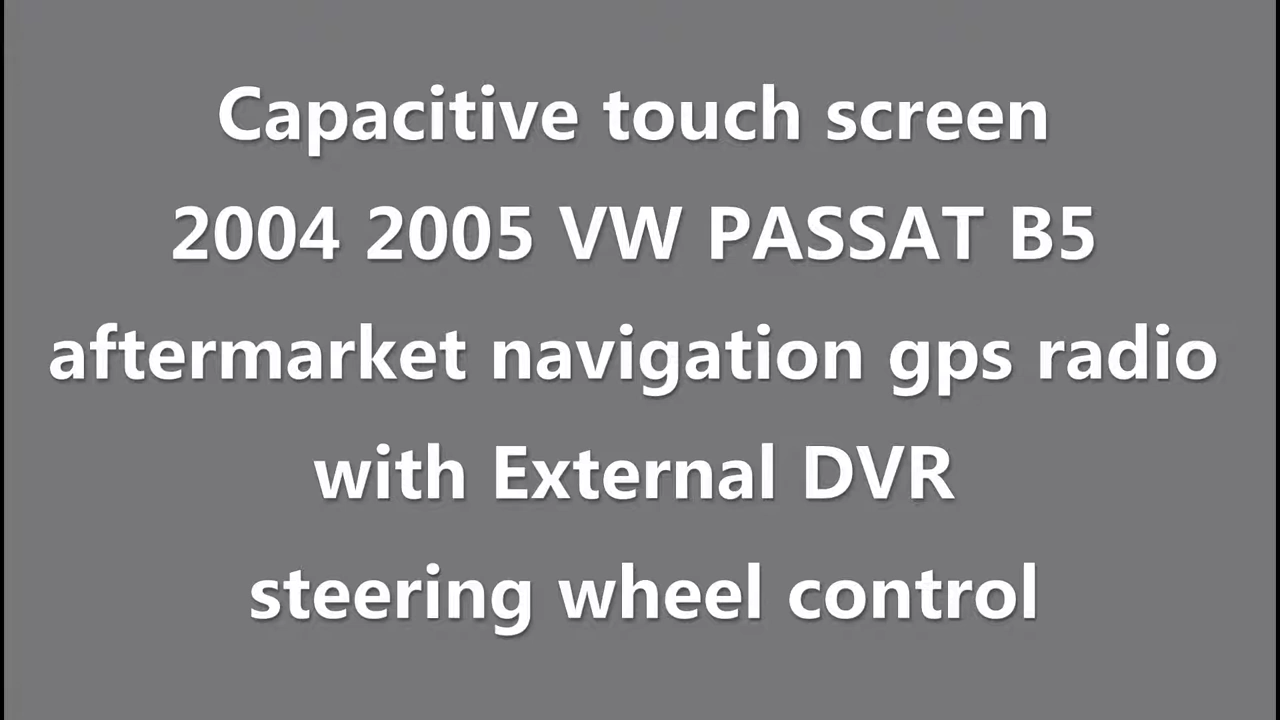 Capacitive touch screen
2004 2005 VW PASSAT B5
aftermarket navigation gps radio
with External DVR
steering wheel control